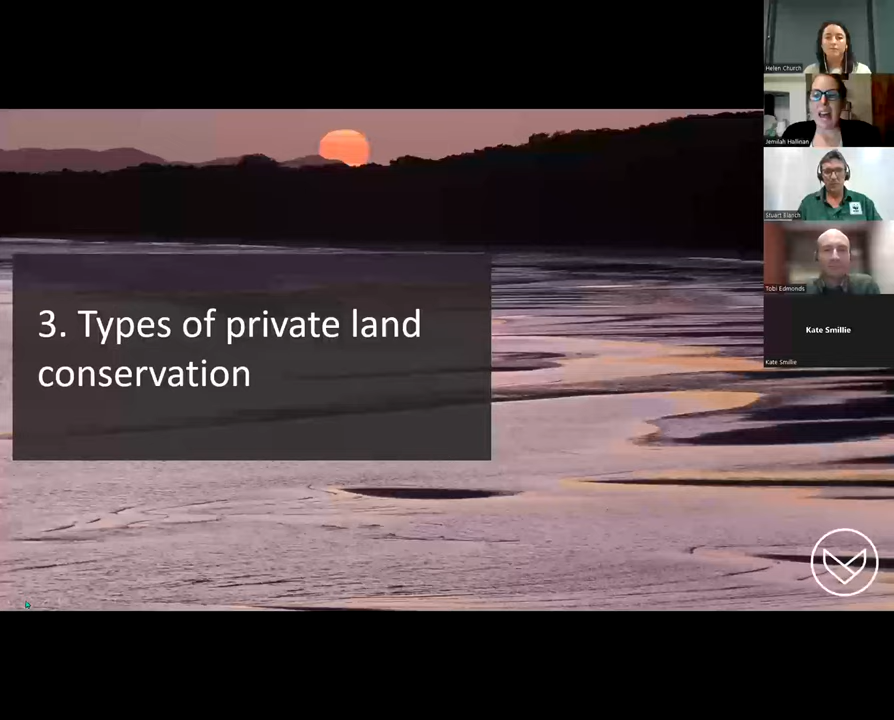 Helen Church
Jemilah Hallinan
Stuart Blanch
Tobi Edmonds
Kate Smillie
Kate Smillie
3. Types of private land
conservation